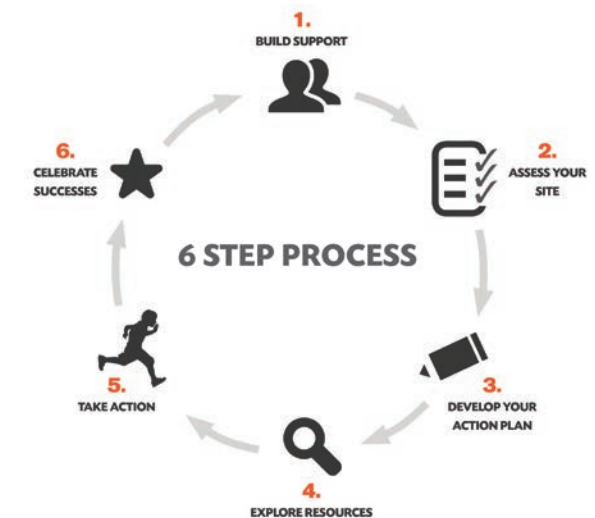 1.
BUILD SUPPORT
2.
ASSESS YOUR
SITE
3.
DEVELOP YOUR
ACTION PLAN
4.
EXPLORE RESOURCES
5.
TAKE ACTION
6.
CELEBRATE
SUCCESSES
6 STEP PROCESS